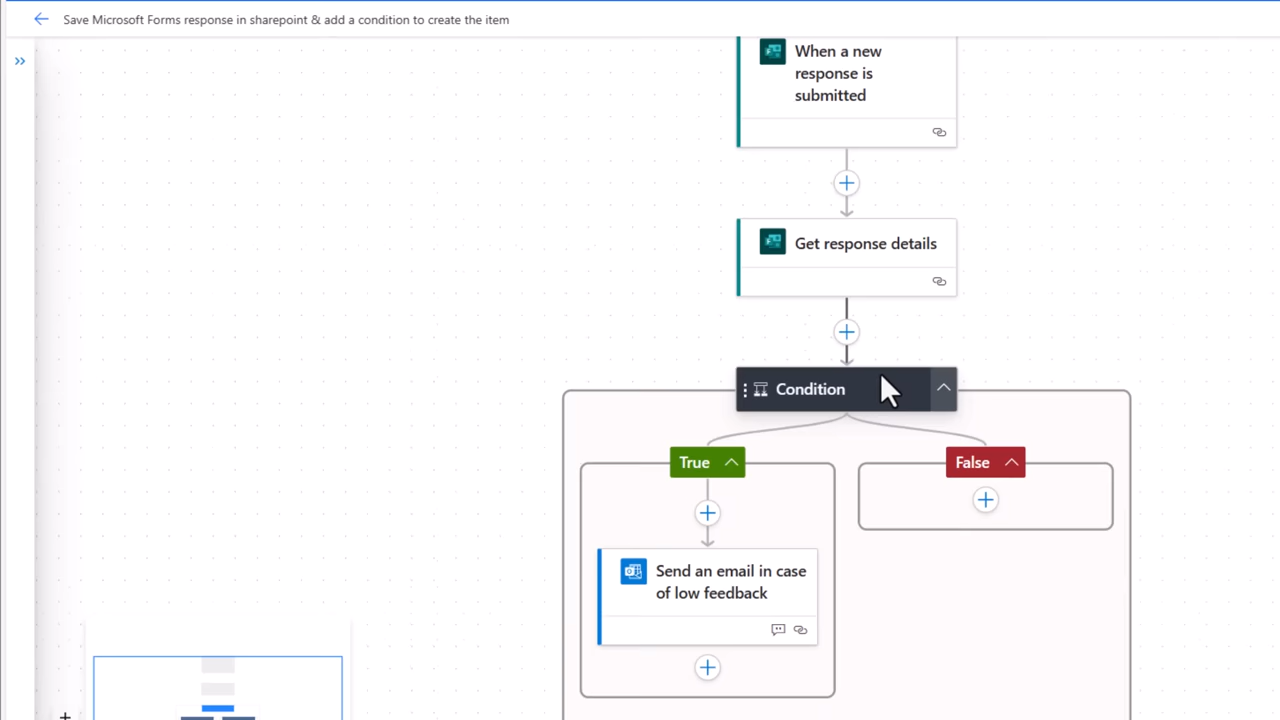 Save Microsoft Forms response in sharepoint & add a condition to create the item
When a new
response is
submitted
Get response details
Condition
True
False
Send an email in case
of low feedback